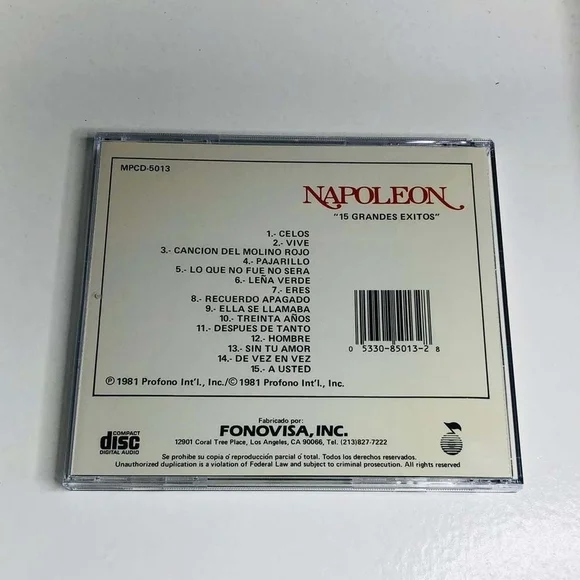 MPCD-5013
NAPOLEON
"15 GRANDES EXITOS"
1.- CELOS
2.- VIVE
3.- CANCION DEL MOLINO ROJO
4.- PAJARILLO
5.- LO QUE NO FUE NO SERA
6.- LEÑA VERDE
7.- ERES
8.- RECUERDO APAGADO
9.- ELLA SE LLAMABA
10.- TREINTA AÑOS
11.- DESPUES DE TANTO
12.- HOMBRE
13.- SIN TU AMOR
14.- DE VEZ EN VEZ
15.- A USTED
0 53308-85013-2 8
Ⓟ 1981 Profono Int'l., Inc./© 1981 Profono Int'l., Inc.
Fabricado por:
FONOVISA, INC.
12901 Coral Tree Place, Los Angeles, CA 90066, Tel. (213)827-7222
COMPACT
disc
DIGITAL AUDIO
Se prohibe su copia o' reproducción parcial o' total. Todos los derechos reservados.
Unauthorized duplication is a violation of Federal Law and subject to criminal prosecution. All rights reserved